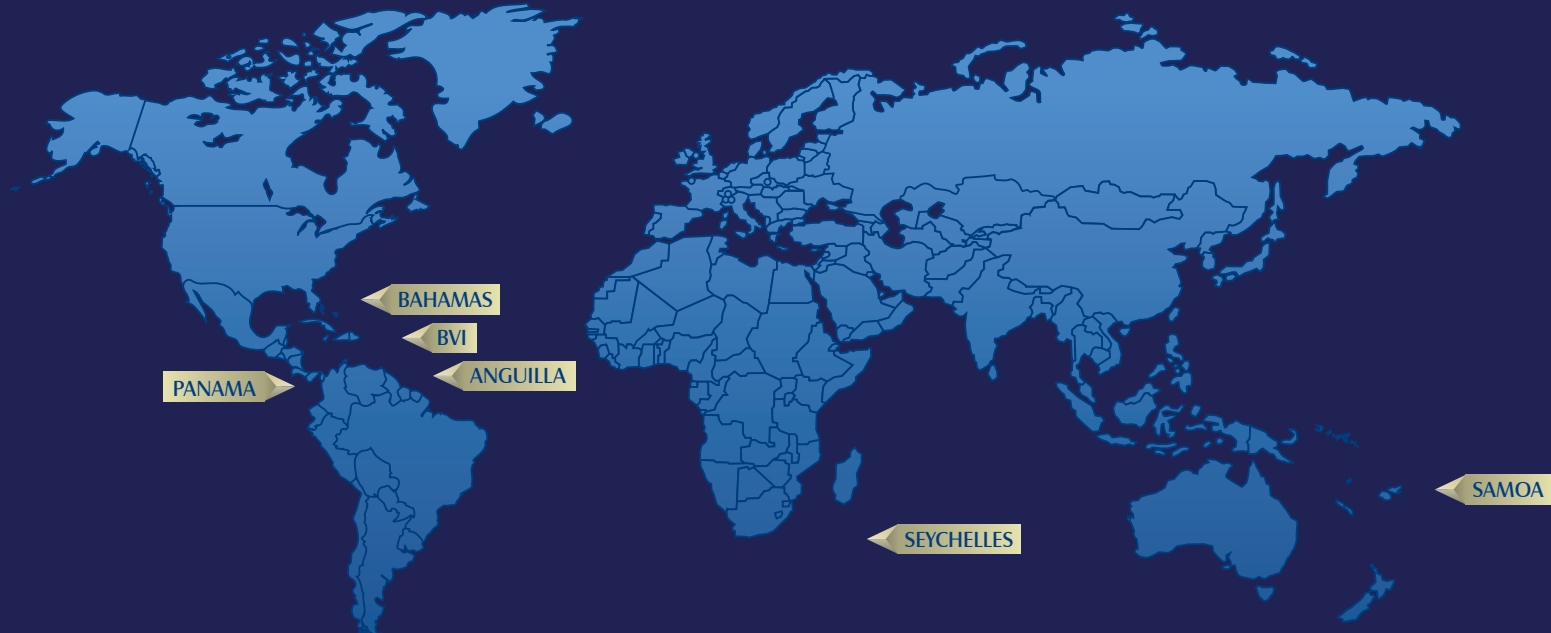 BAHAMAS
BVI
ANGUILLA
PANAMA
SAMOA
SEYCHELLES